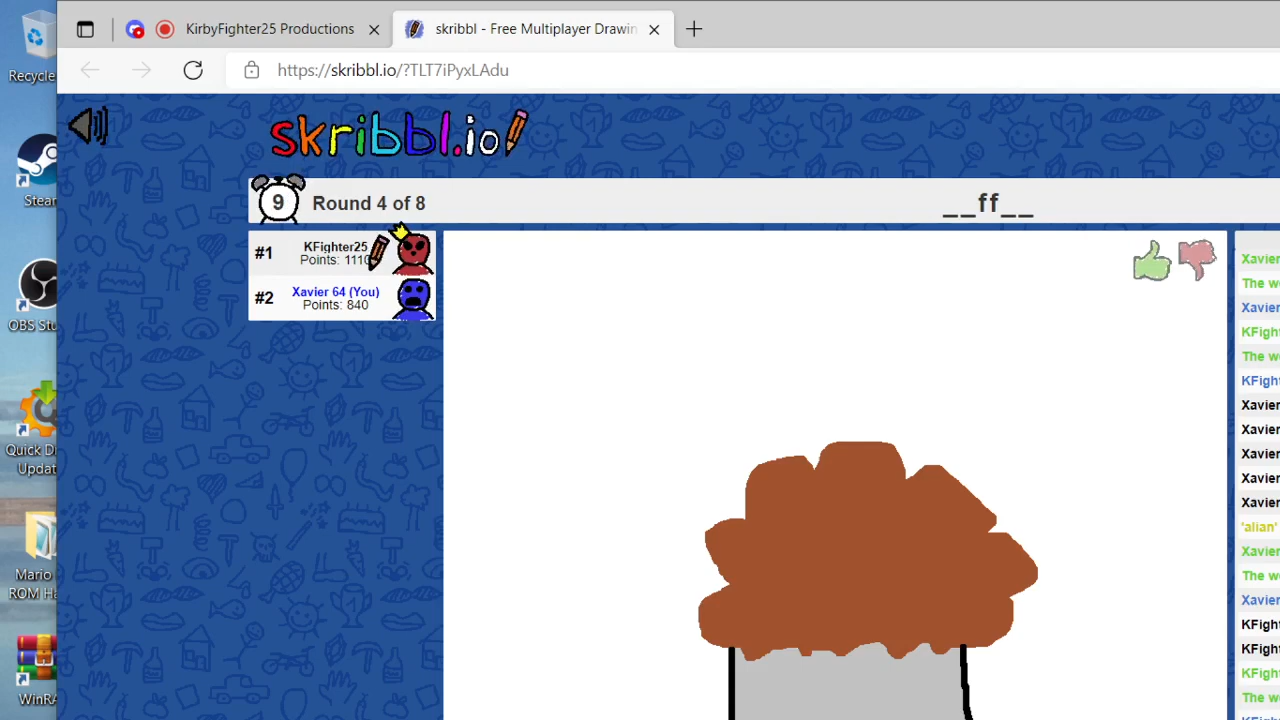 KirbyFighter25 Productions
skribbl - Free Multiplayer Drawin
https://skribbl.io/?TLT7iPyxLAdu
Recycle
skribbl.io
Stear
9
Round 4 of 8
__ff__
#1
KFighter25
Points: 1110
#2
Xavier 64 (You)
Points: 840
OBS Stu
Quick D
Updat
Mario
ROM Ha
WinRA
Xavier
The wo
Xavier
KFight
The wo
KFight
Xavier
Xavier
Xavier
Xavier
Xavier
'alian'
Xavier
The wo
Xavier
KFight
KFight
KFight
The wo
Xavier